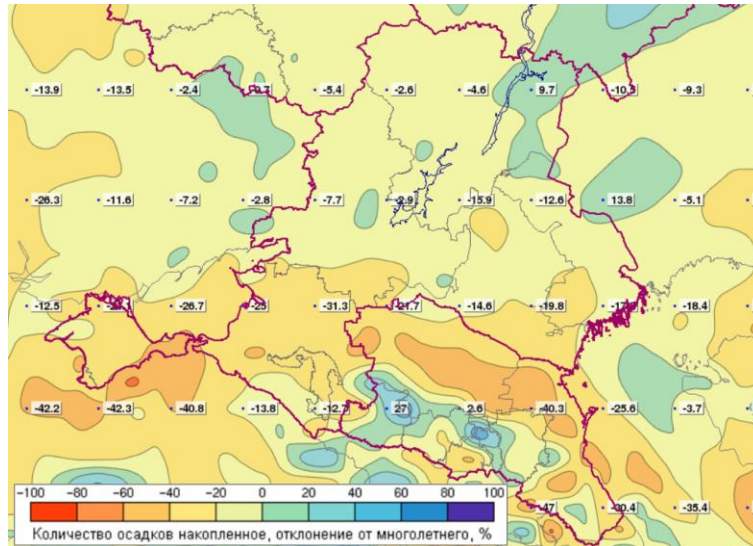 -13.9 -13.5 -2.4 -5.4 -2.6 -4.6 9.7 -9.3
-26.3 -11.6 -7.2 -2.8 -7.7 -2.9 -15.9 -12.6 13.8 -5.1
-12.5 -26.7 -25 -31.3 -21.7 -14.6 -19.8 -18.4
-42.2 -42.3 -40.8 -13.8 -12.7 27 2.6 -40.3 -25.6 -3.7
-47 -30.4 -35.4
-100 -80 -60 -40 -20 0 20 40 60 80 100
Количество осадков накопленное, отклонение от многолетнего, %